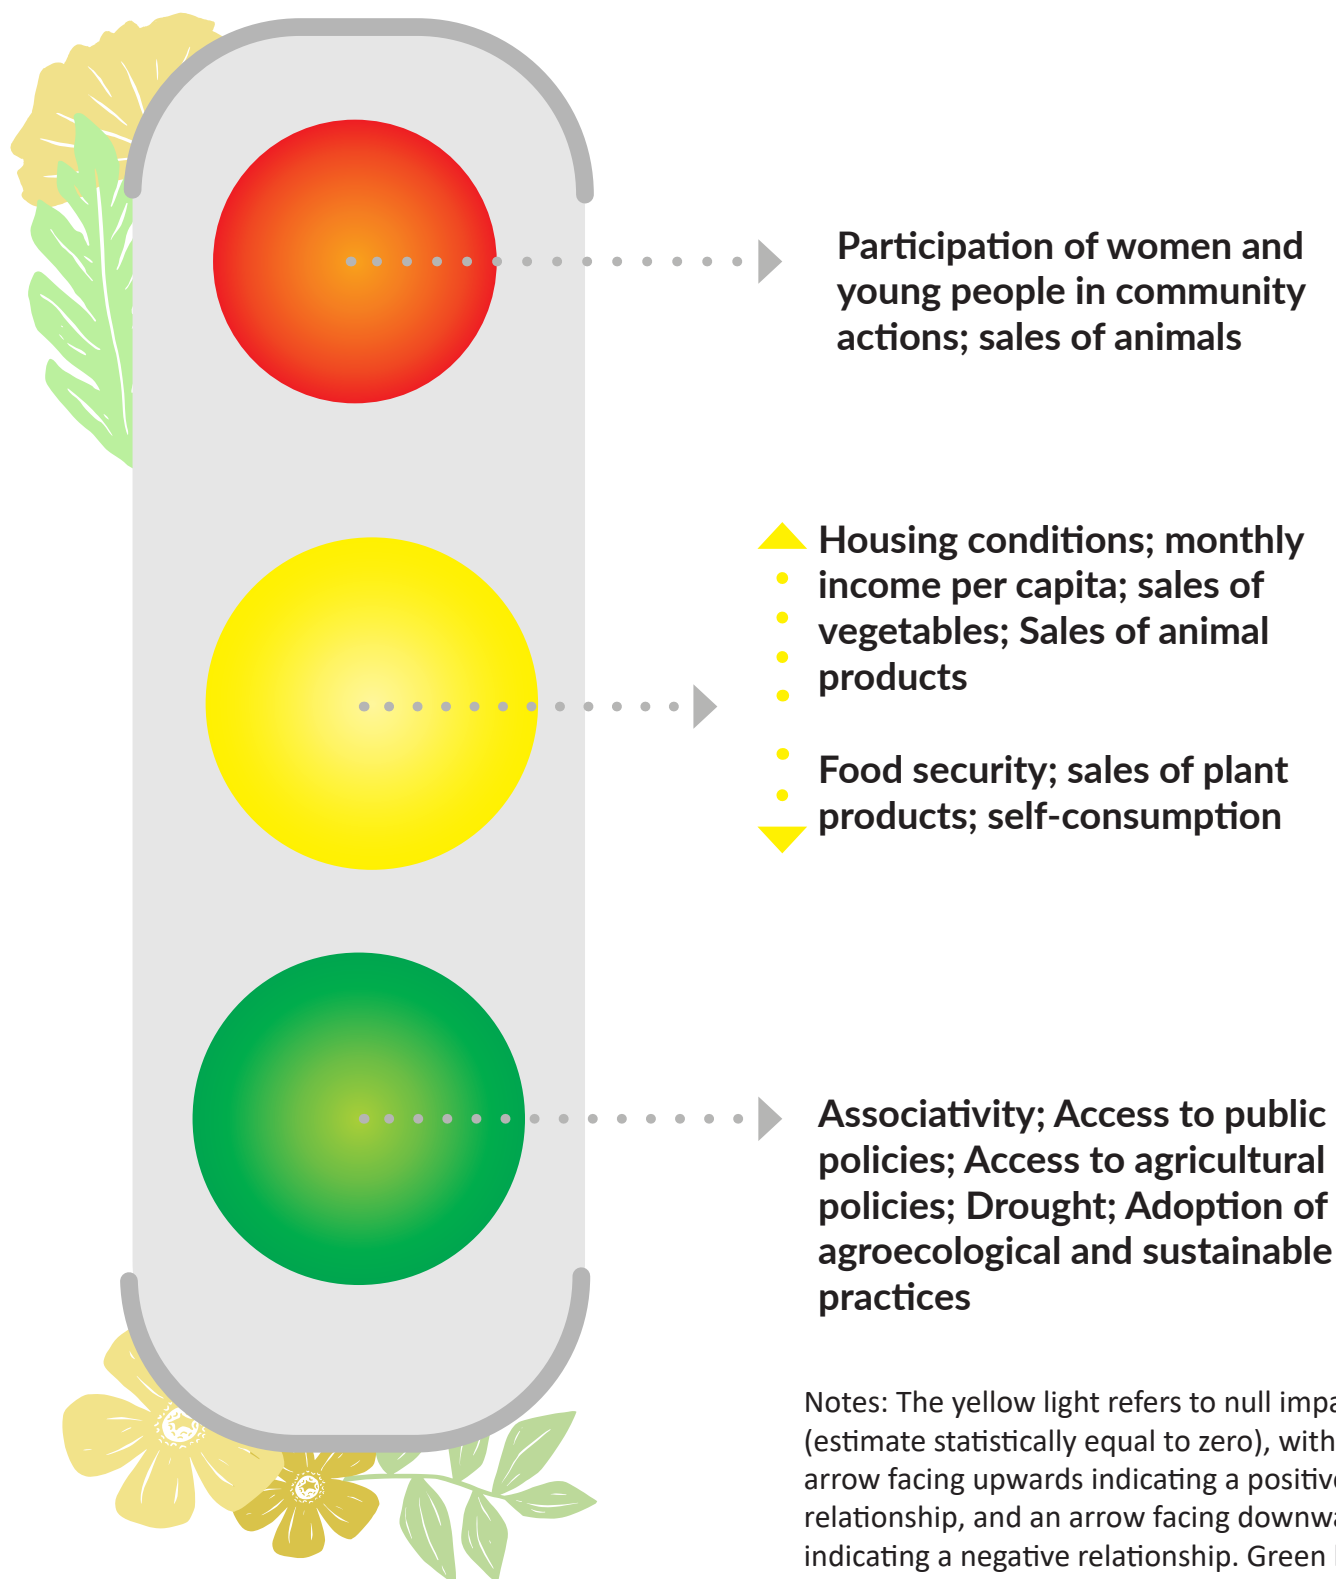 Participation of women and
young people in community
actions; sales of animals
Housing conditions; monthly
income per capita; sales of
vegetables; Sales of animal
products
Food security; sales of plant
products; self-consumption
Associativity; Access to public
policies; Access to agricultural
policies; Drought; Adoption of
agroecological and sustainable
practices
Notes: The yellow light refers to null
(estimate statistically equal to zero), with
arrow facing upwards indicating a positive
relationship, and an arrow facing
indicating a negative relationship. Green